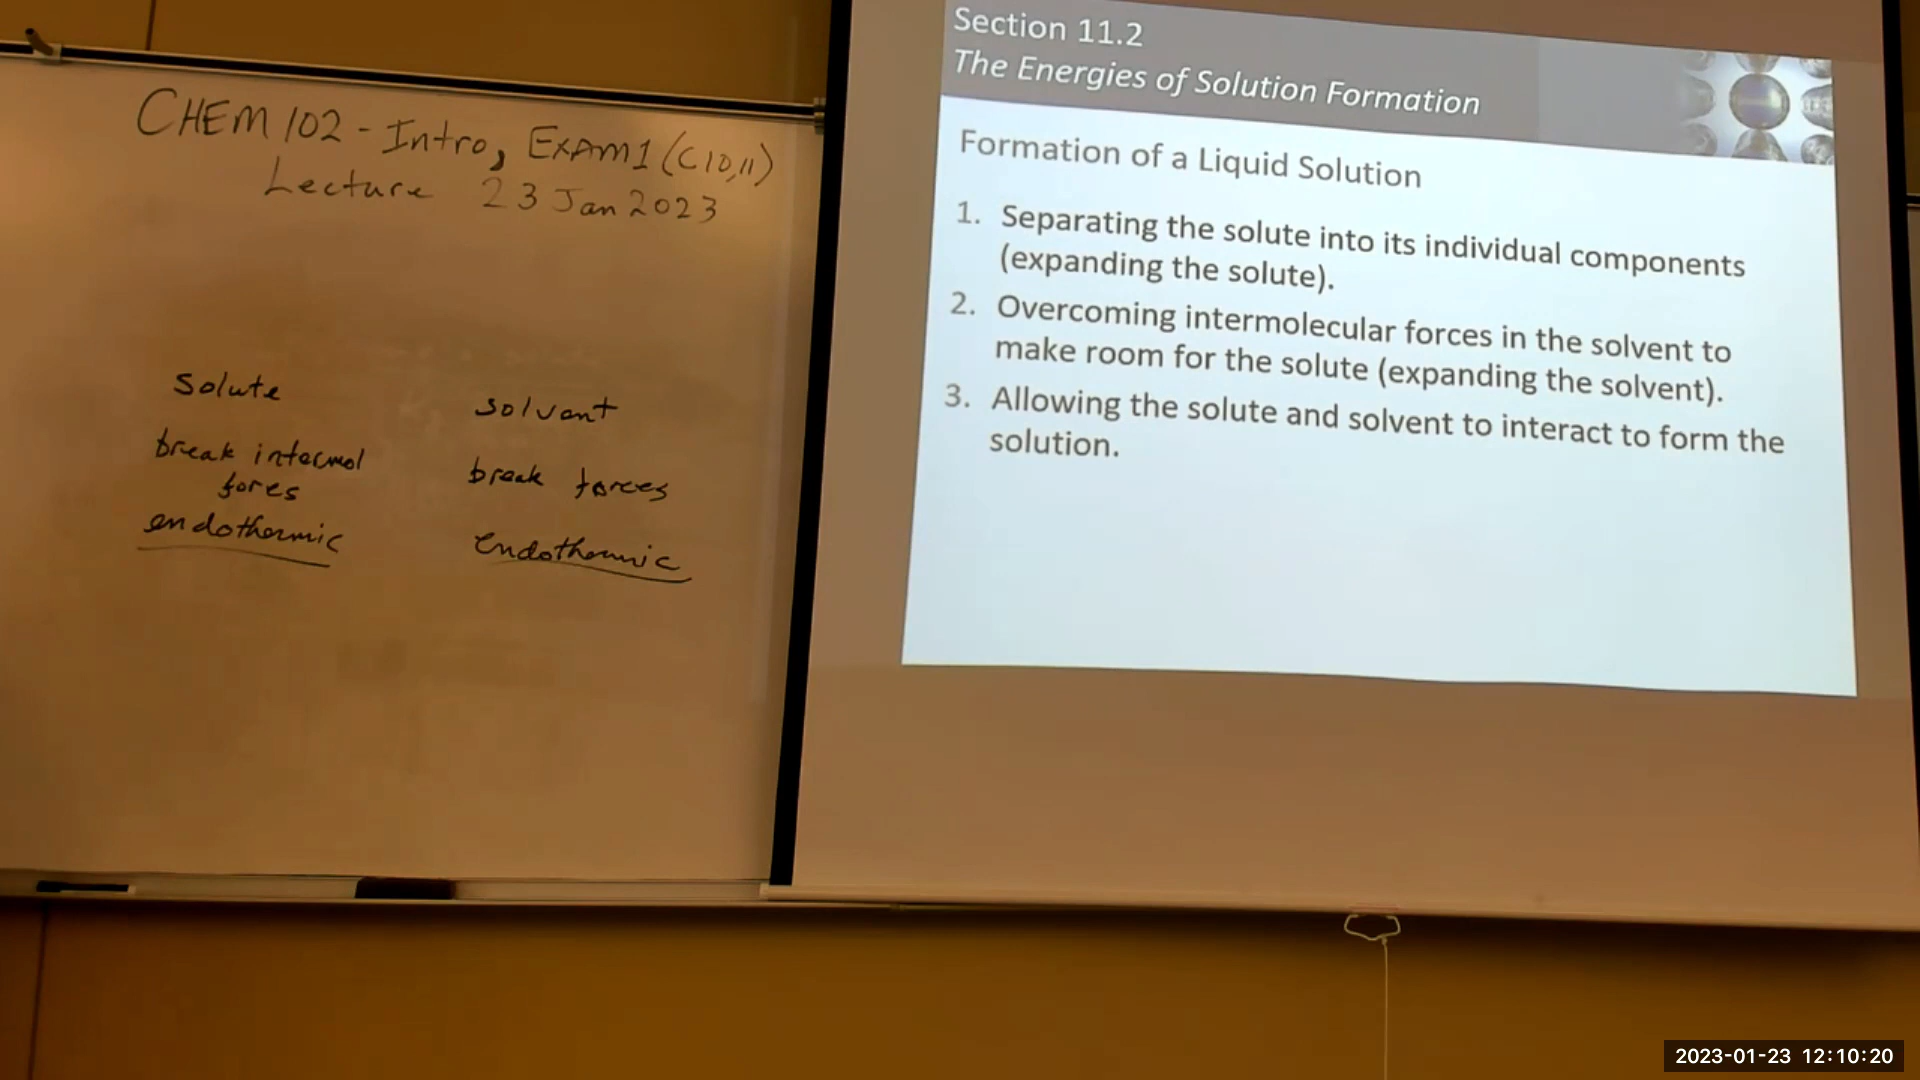 CHEM 102 - Intro, EXAM 1 (C10,11)
Lecture 23 Jan 2023
solute
break intermol
fores
endothermic
solvent
break forces
endothermic
Section 11.2
The Energies of Solution Formation
Formation of a Liquid Solution
1. Separating the solute into its individual components
(expanding the solute).
2. Overcoming intermolecular forces in the solvent to
make room for the solute (expanding the solvent).
3. Allowing the solute and solvent to interact to form the
solution.
2023-01-23 12:10:20